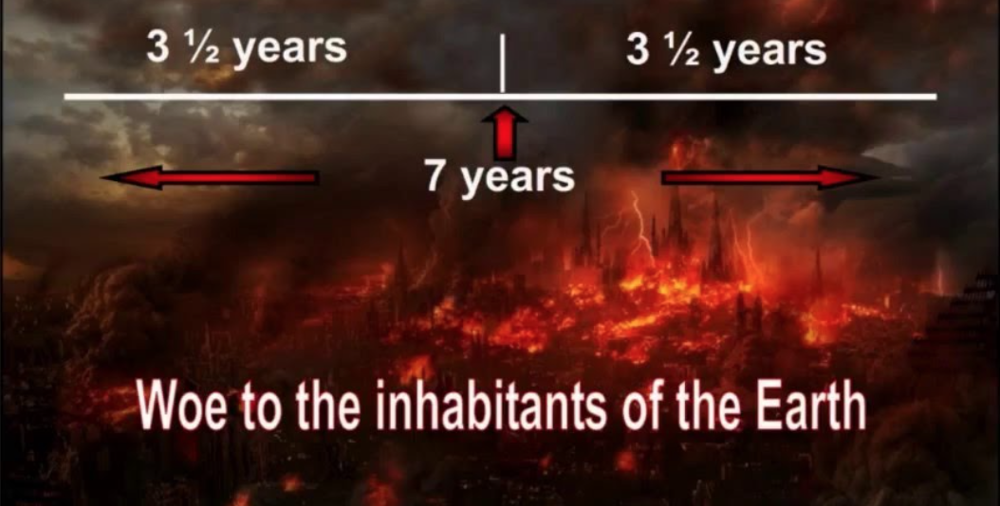 3 ½ years 3 ½ years
7 years
Woe to the inhabitants of the Earth